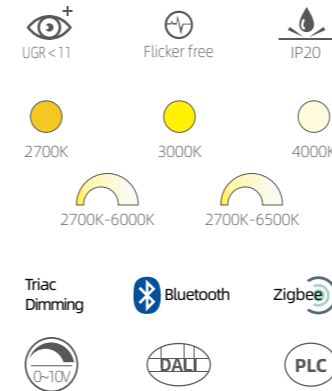 UGR<11
Flicker free
IP20
2700K
3000K
4000K
2700K-6000K
2700K-6500K
Triac
Dimming
Bluetooth
Zigbee
0~10V
DALI
PLC